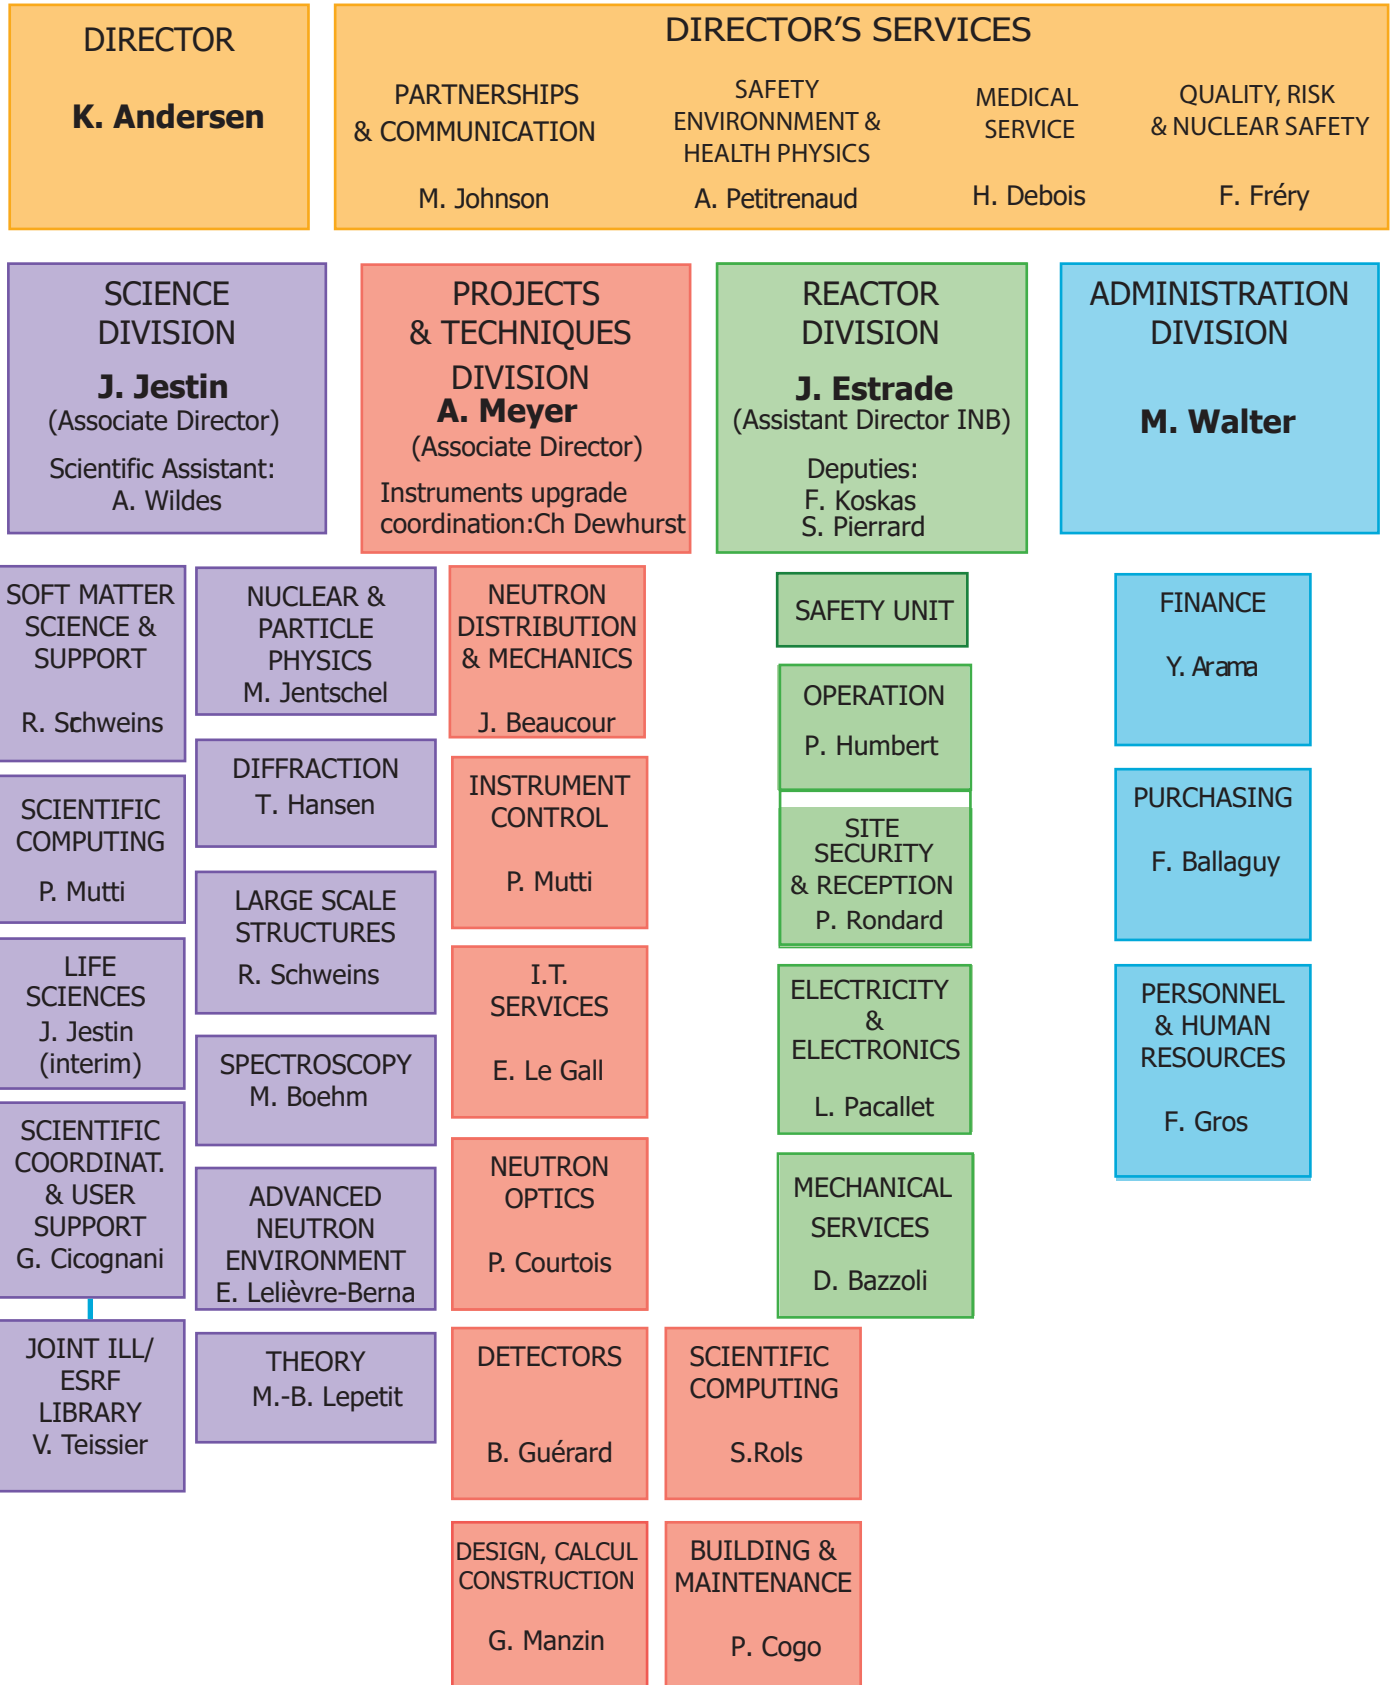 DIRECTOR
K. Andersen
DIRECTOR'S SERVICES
PARTNERSHIPS
& COMMUNICATION
M. Johnson
SAFETY
ENVIRONNMENT &
HEALTH PHYSICS
A. Petitrenaud
MEDICAL
SERVICE
H. Debois
QUALITY, RISK
& NUCLEAR SAFETY
F. Fréry
SCIENCE
DIVISION
J. Jestin
(Associate Director)
Scientific Assistant:
A. Wildes
PROJECTS
& TECHNIQUES
DIVISION
A. Meyer
(Associate Director)
Instruments upgrade
coordination:Ch Dewhurst
REACTOR
DIVISION
J. Estrade
(Assistant Director INB)
Deputies:
F. Koskas
S. Pierrard
ADMINISTRATION
DIVISION
M. Walter
SOFT MATTER
SCIENCE &
SUPPORT
R. Schweins
SCIENTIFIC
COMPUTING
P. Mutti
LIFE
SCIENCES
J. Jestin
(interim)
SCIENTIFIC
COORDINAT.
& USER
SUPPORT
G. Cicognani
JOINT ILL/
ESRF
LIBRARY
V. Teissier
NUCLEAR &
PARTICLE
PHYSICS
M. Jentschel
DIFFRACTION
T. Hansen
LARGE SCALE
STRUCTURES
R. Schweins
SPECTROSCOPY
M. Boehm
ADVANCED
NEUTRON
ENVIRONMENT
E. Lelièvre-Berna
THEORY
M.-B. Lepetit
NEUTRON
DISTRIBUTION
& MECHANICS
J. Beaucour
INSTRUMENT
CONTROL
P. Mutti
I.T.
SERVICES
E. Le Gall
NEUTRON
OPTICS
P. Courtois
DETECTORS
B. Guérard
DESIGN, CALCUL
CONSTRUCTION
G. Manzin
SCIENTIFIC
COMPUTING
S.Rols
BUILDING &
MAINTENANCE
P. Cogo
SAFETY UNIT
OPERATION
P. Humbert
SITE
SECURITY
& RECEPTION
P. Rondard
ELECTRICITY
&
ELECTRONICS
L. Pacallet
MECHANICAL
SERVICES
D. Bazzoli
FINANCE
Y. Arama
PURCHASING
F. Ballaguy
PERSONNEL
& HUMAN
RESOURCES
F. Gros